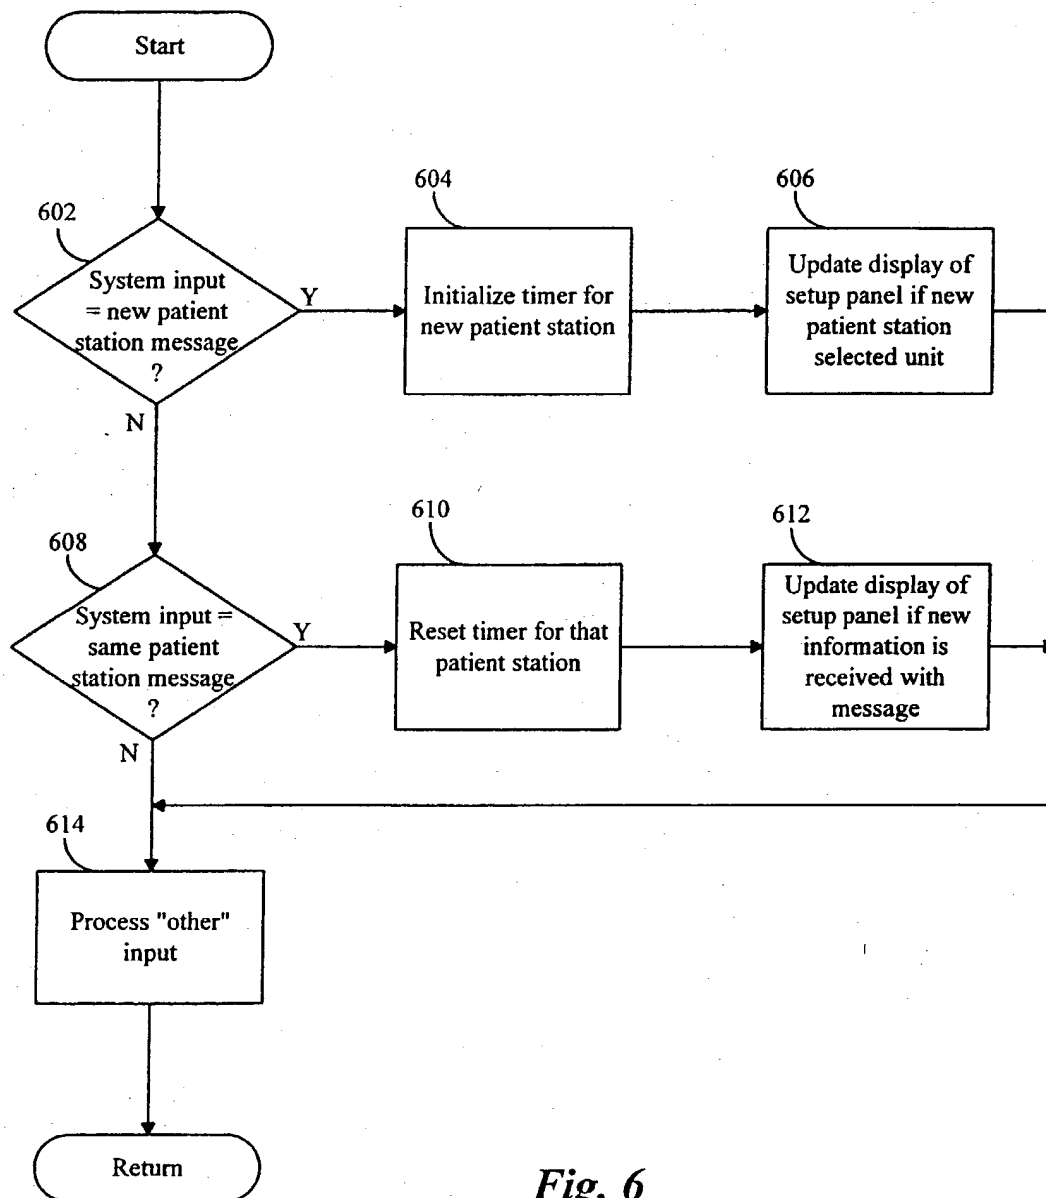 Start
602
System input
= new patient
station message
?
Y
N
604
Initialize timer for
new patient station
606
Update display of
setup panel if new
patient station
selected unit
608
System input =
same patient
station message
?
Y
N
610
Reset timer for that
patient station
612
Update display of
setup panel if new
information is
received with
message
614
Process "other"
input
Return
Fig. 6